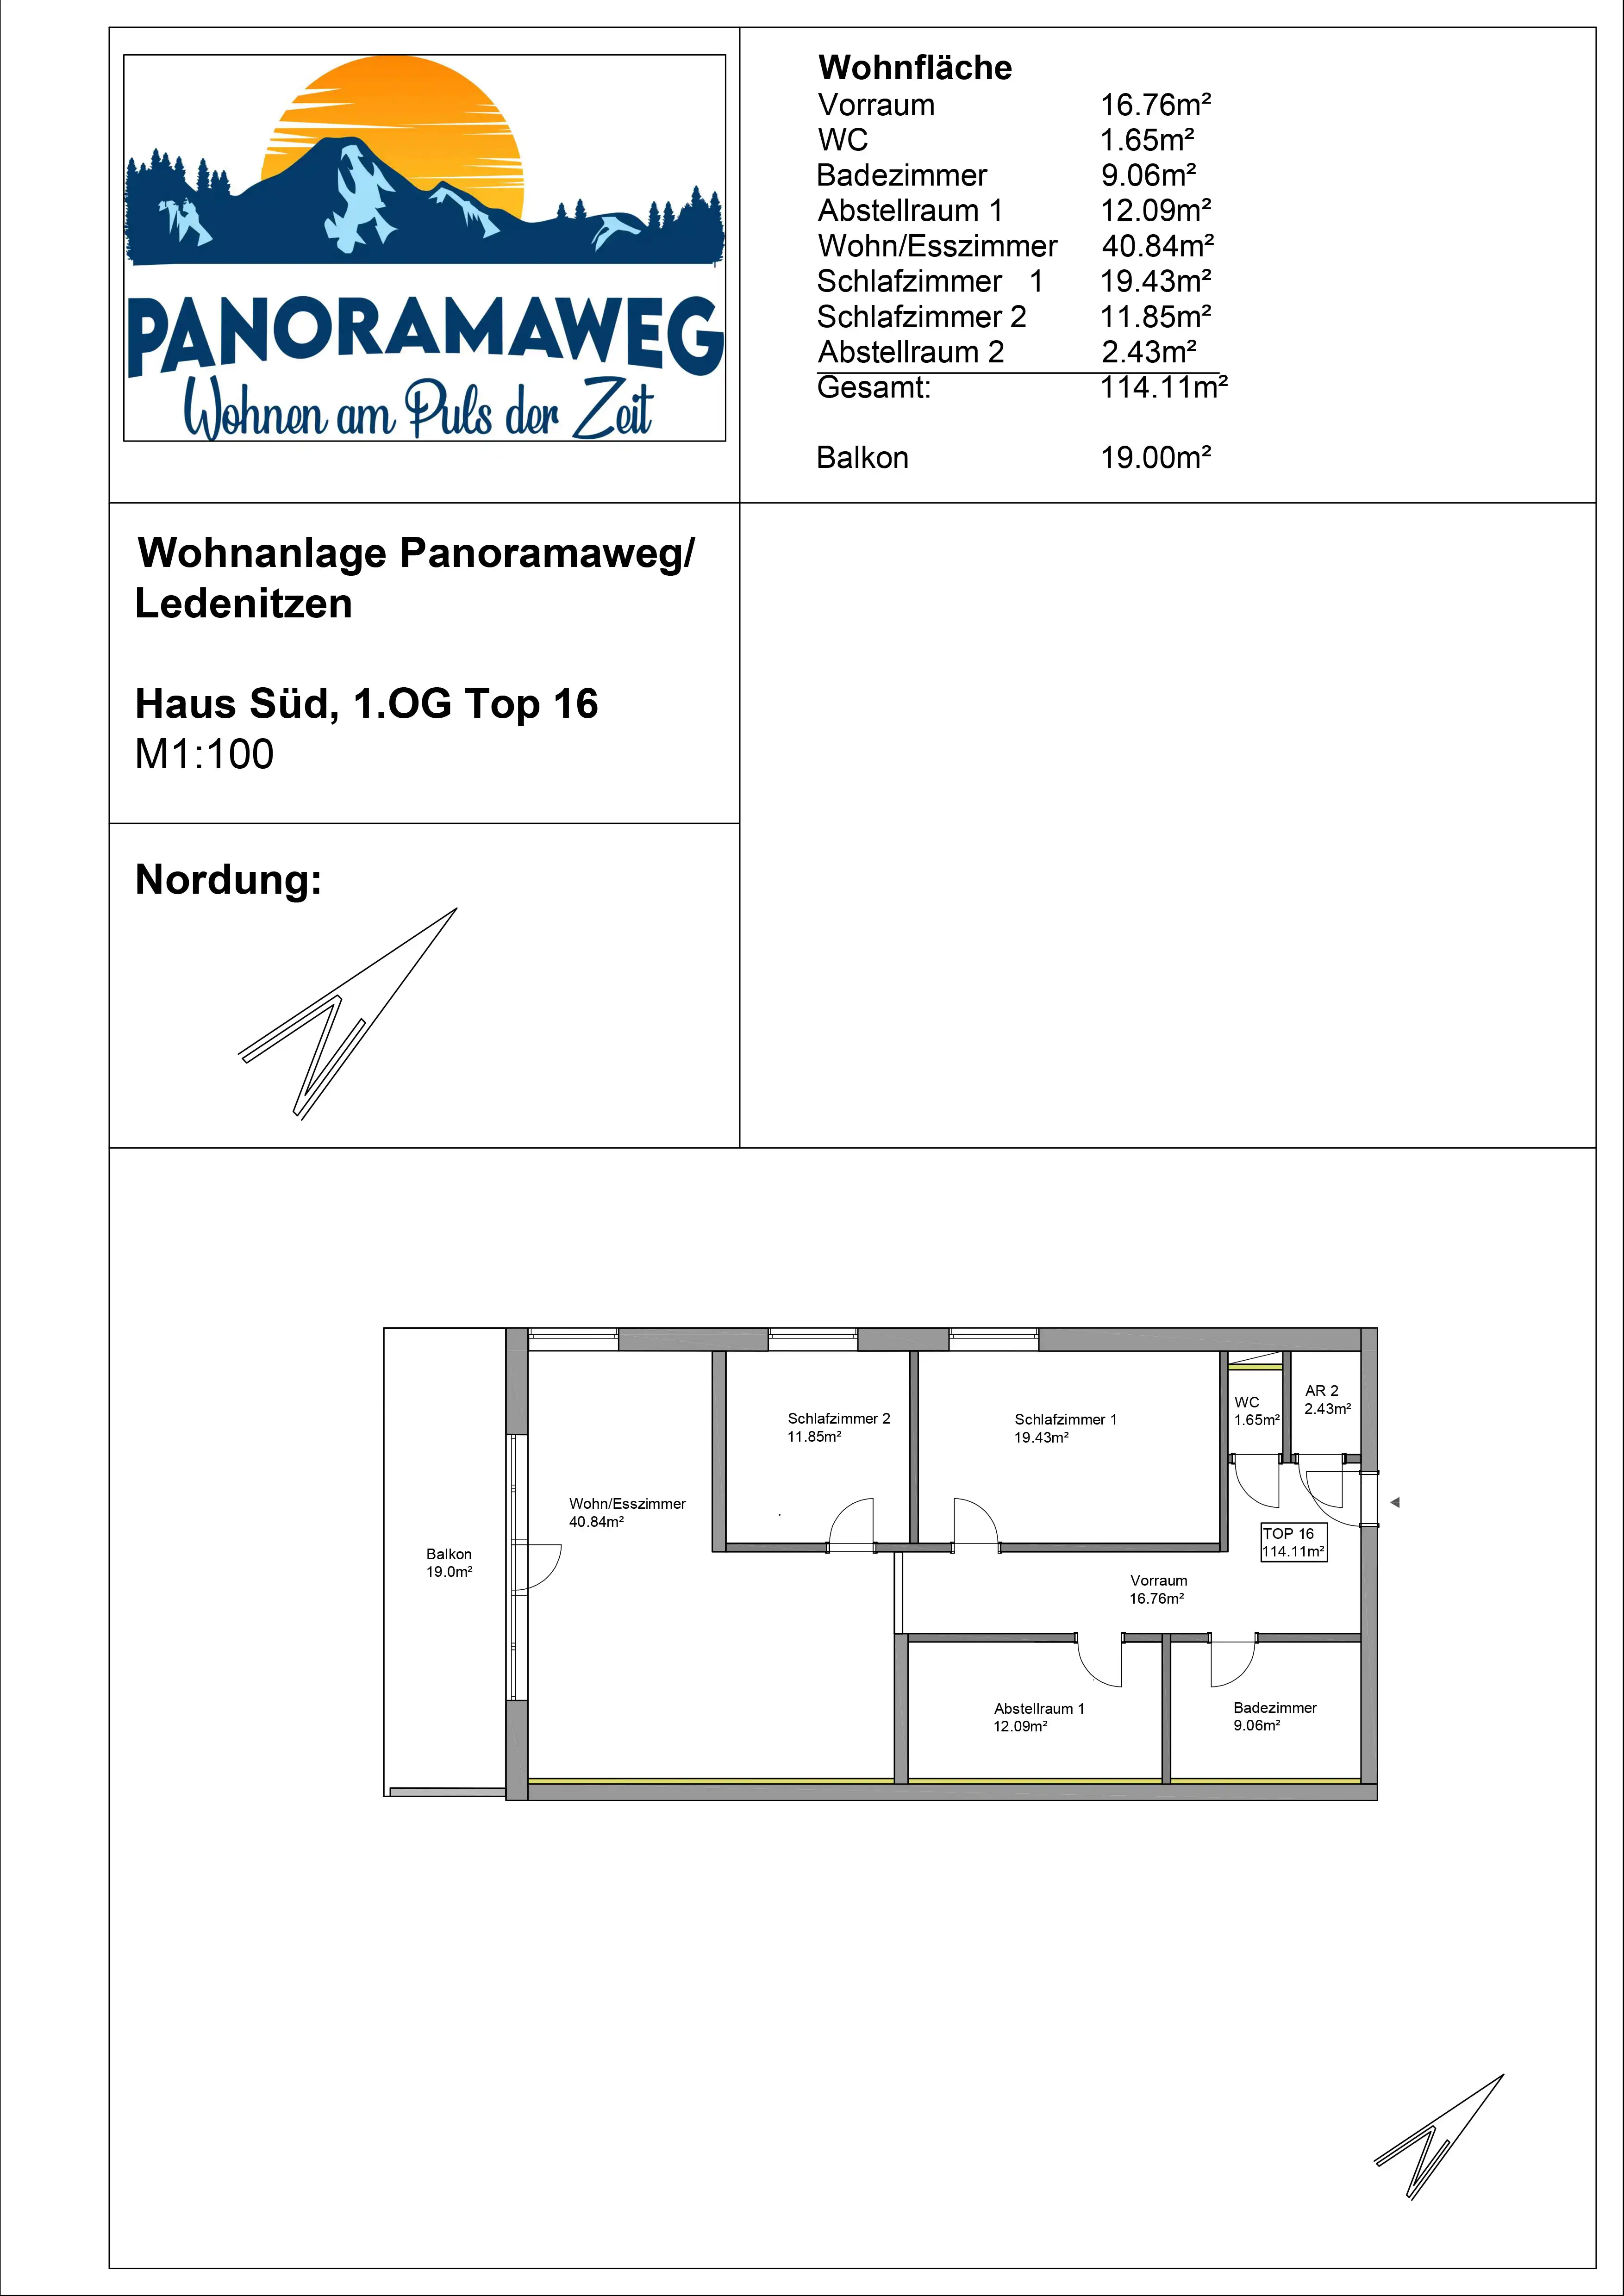 PANORAMAWEG
Wohnen am Puls der Zeit
Wohnfläche
Vorraum 16.76m²
WC 1.65m²
Badezimmer 9.06m²
Abstellraum 1 12.09m²
Wohn/Esszimmer 40.84m²
Schlafzimmer 1 19.43m²
Schlafzimmer 2 11.85m²
Abstellraum 2 2.43m²
Gesamt: 114.11m²
Balkon 19.00m²
Wohnanlage Panoramaweg/
Ledenitzen
Haus Süd, 1.OG Top 16
M1:100
Nordung:
N
WC
1.65m²
AR 2
2.43m²
Schlafzimmer 2
11.85m²
Schlafzimmer 1
19.43m²
Wohn/Esszimmer
40.84m²
TOP 16
114.11m²
Balkon
19.0m²
Vorraum
16.76m²
Abstellraum 1
12.09m²
Badezimmer
9.06m²
N